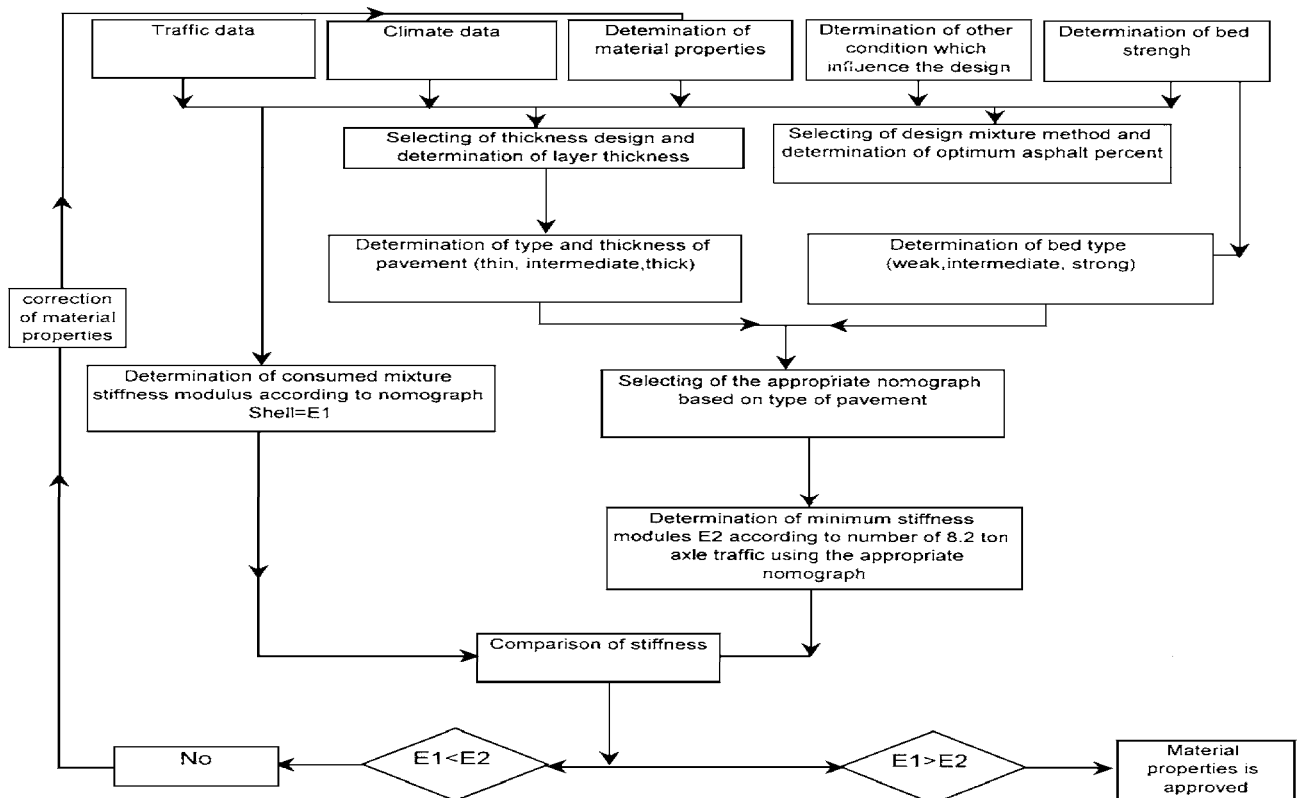 Traffic data
Climate data
Detemination of
material properties
Dtermination of other
condition which
influence the design
Determination of bed
strengh
Selecting of thickness design and
determination of layer thickness
Selecting of design mixture method and
determination of optimum asphalt percent
Determination of type and thickness of
pavement (thin, intermediate,thick)
Determination of bed type
(weak,intermediate, strong)
correction
of material
properties
Determination of consumed mixture
stiffness modulus according to nomograph
Shell=E1
Selecting of the appropriate nomograph
based on type of pavement
Determination of minimum stiffness
modules E2 according to number of 8.2 ton
axle traffic using the appropriate
nomograph
Comparison of stiffness
No
E1<E2
E1>E2
Material
properties is
approved